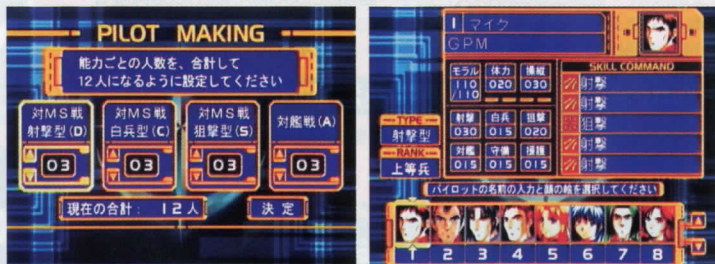 PILOT MAKING
能力ごとの人数を、合計して
12人になるように設定してください
対MS戦
射撃型(D)
対MS戦
白兵型(C)
対MS戦
狙撃型(S)
対艦戦(A)
03
03
03
03
現在の合計: 12人
決定
1 マイク
GPM
モラル 体力 操縦
110/110 020 030
射撃 白兵 狙撃
030 015 020
対艦 守備 援護
015 015 015
TYPE
射撃型
RANK
上等兵
SKILL COMMAND
射撃
射撃
狙撃
射撃
射撃
パイロットの名前の入力と顔の絵を選択してください
1 2 3 4 5 6 7 8